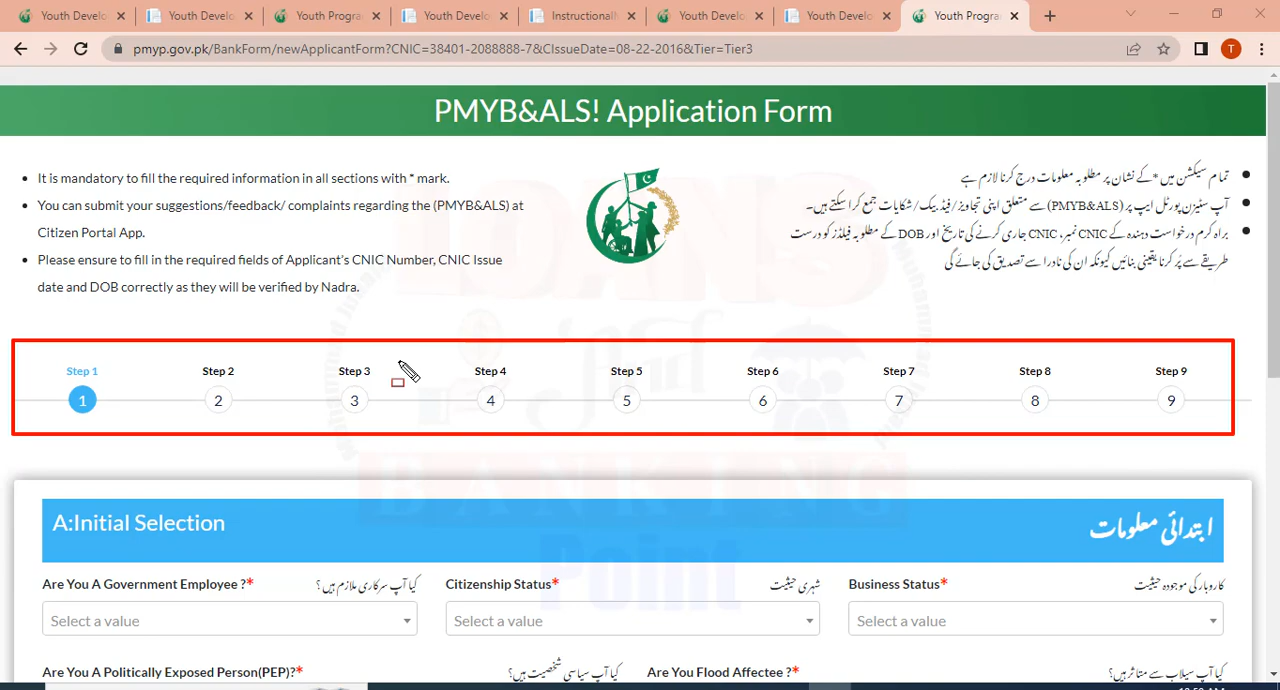 Youth Develo
Youth Develo
Youth Progra
Youth Develo
Instructional
Youth Develo
Youth Develo
Youth Progra
pmyp.gov.pk/BankForm/newApplicantForm?CNIC=38401-2088888-7&CIssueDate=08-22-2016&Tier=Tier3
T
PMYB&ALS! Application Form
It is mandatory to fill the required information in all sections with * mark.
You can submit your suggestions/feedback/ complaints regarding the (PMYB&ALS) at
Citizen Portal App.
Please ensure to fill in the required fields of Applicant's CNIC Number, CNIC Issue
date and DOB correctly as they will be verified by Nadra.
تمام سیکشن میں *کے نشان پر مطلوبہ معلومات درج کرنا لازم ہے
آپ سٹیزن پورٹل ایپ پر (PMYB&ALS) سے متعلق اپنی تجاویز/فیڈ بیک/شکایات جمع کرا سکتے ہیں۔
براہ کرم درخواست دہندہ کے CNIC نمبر، CNIC جاری کرنے کی تاریخ اور DOB کے مطلوبہ فیلڈز کو درست
طریقے سے پُر کرنا یقینی بنائیں کیونکہ ان کی نادرا سے تصدیق کی جائے گی
LOANS
Step 1
Step 2
Step 3
Step 4
Step 5
Step 6
Step 7
Step 8
Step 9
1
2
3
4
5
6
7
8
9
BANKING
Point
A:Initial Selection
ابتدائی معلومات
Are You A Government Employee ?*
کیا آپ سرکاری ملازم ہیں ؟
Citizenship Status*
شہری حیثیت
Business Status*
کاروبار کی موجودہ حیثیت
Select a value
Select a value
Select a value
Are You A Politically Exposed Person(PEP)?*
کیا آپ سیاسی شخصیت ہیں؟
Are You Flood Affectee ?*
کیا آپ سیلاب سے متاثر ہیں؟